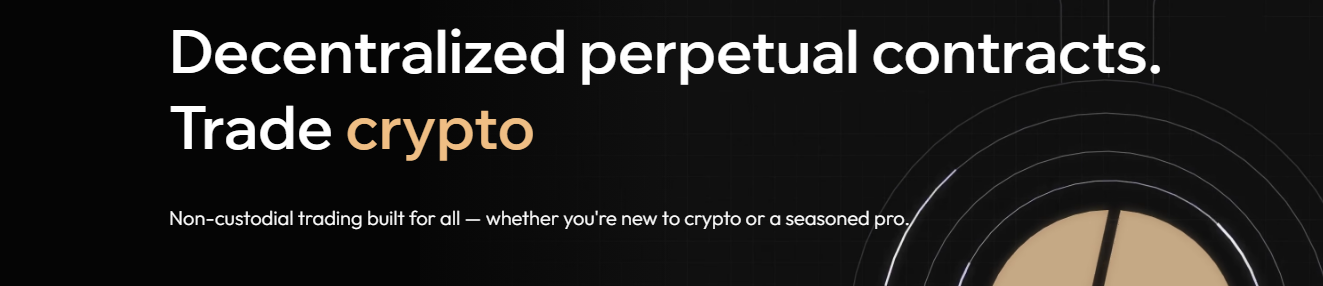 Decentralized perpetual contracts.
Trade crypto
Non-custodial trading built for all — whether you're new to crypto or a seasoned pro.